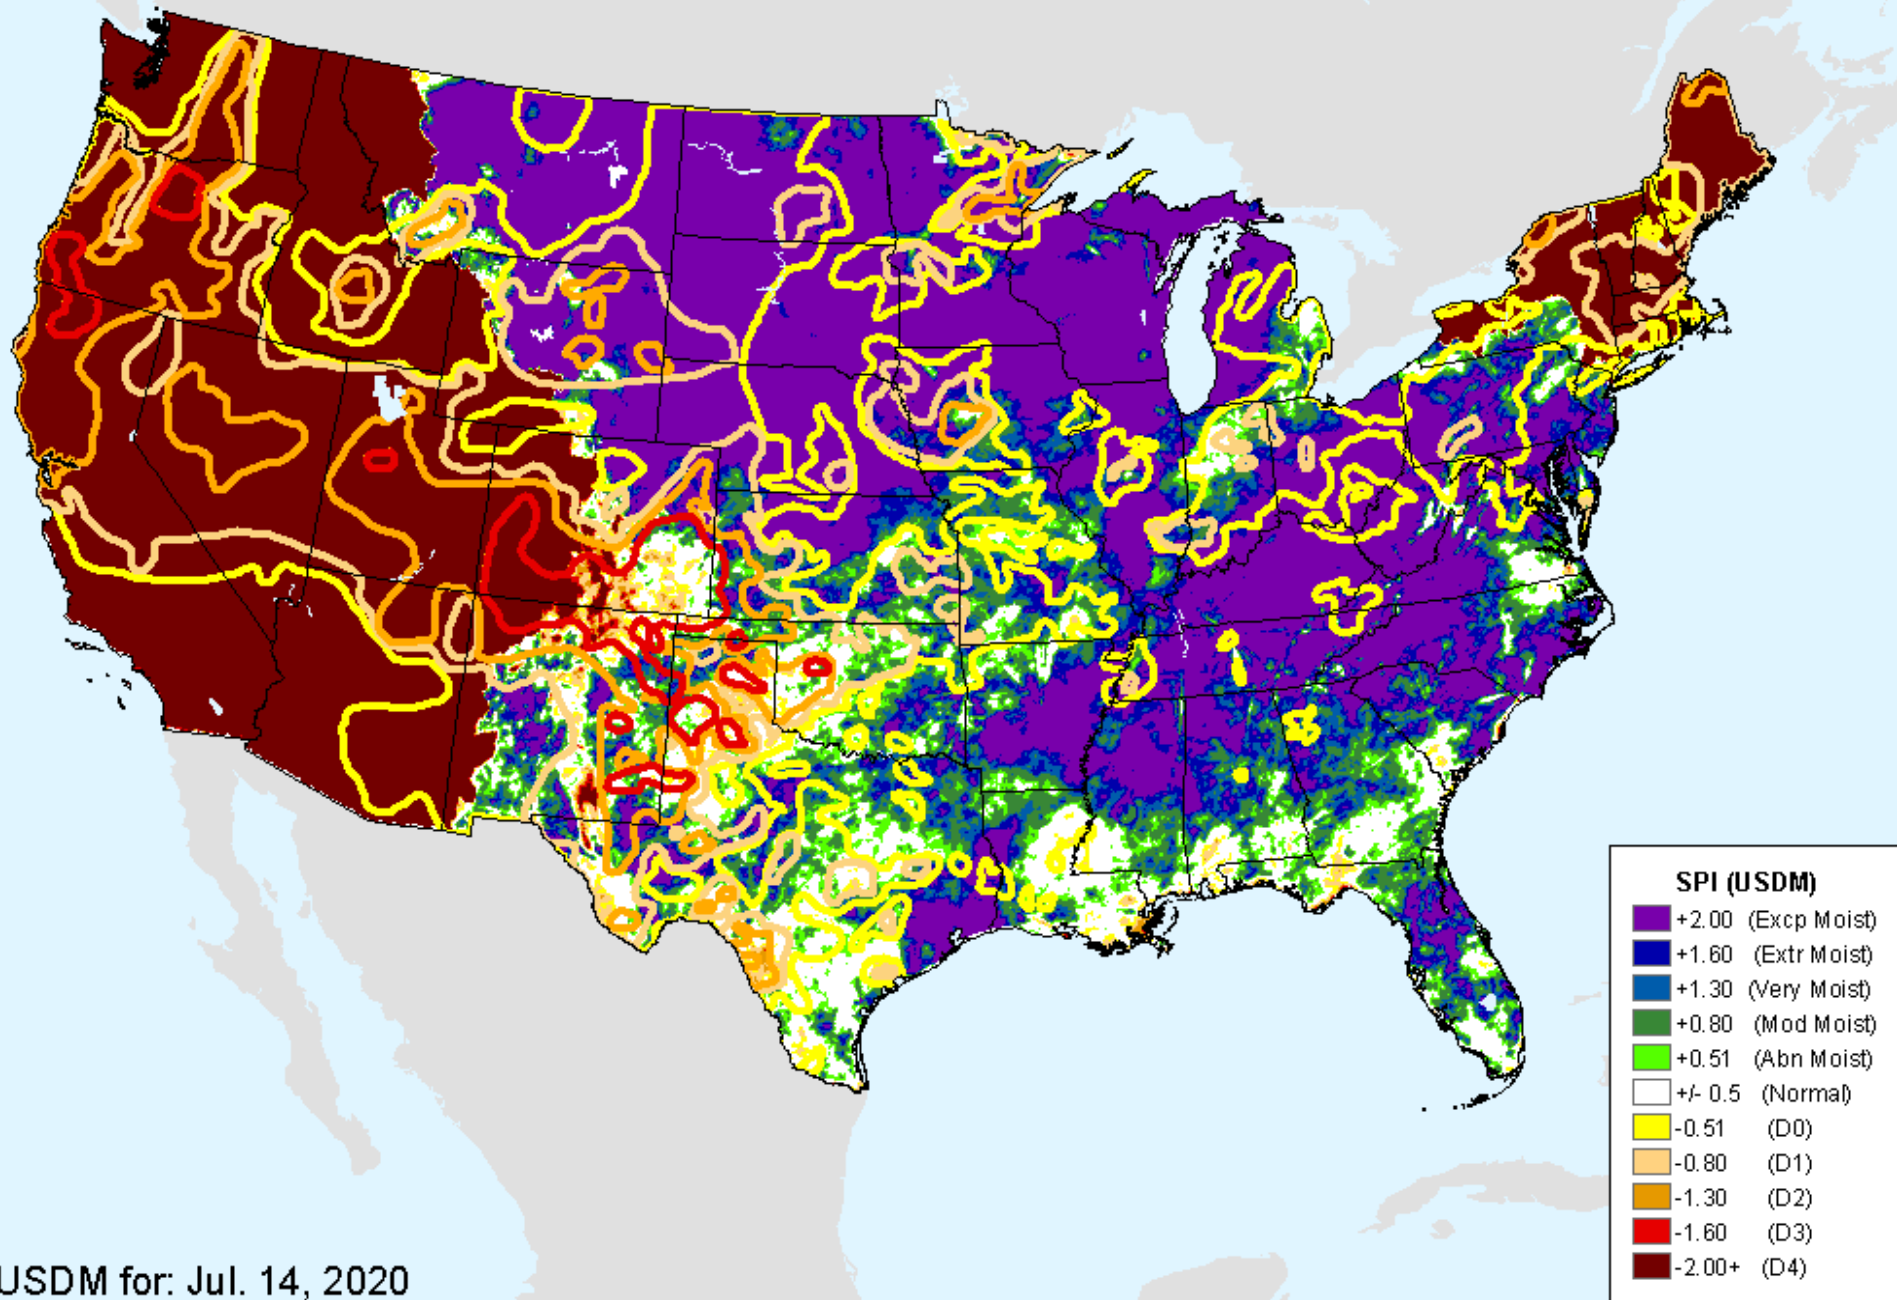 SPI (USDM)
+2.00 (Excp Moist)
+1.60 (Extr Moist)
+1.30 (Very Moist)
+0.80 (Mod Moist)
+0.51 (Abn Moist)
+/- 0.5 (Normal)
-0.51 (D0)
-0.80 (D1)
-1.30 (D2)
-1.60 (D3)
-2.00+ (D4)
USDM for: Jul. 14, 2020